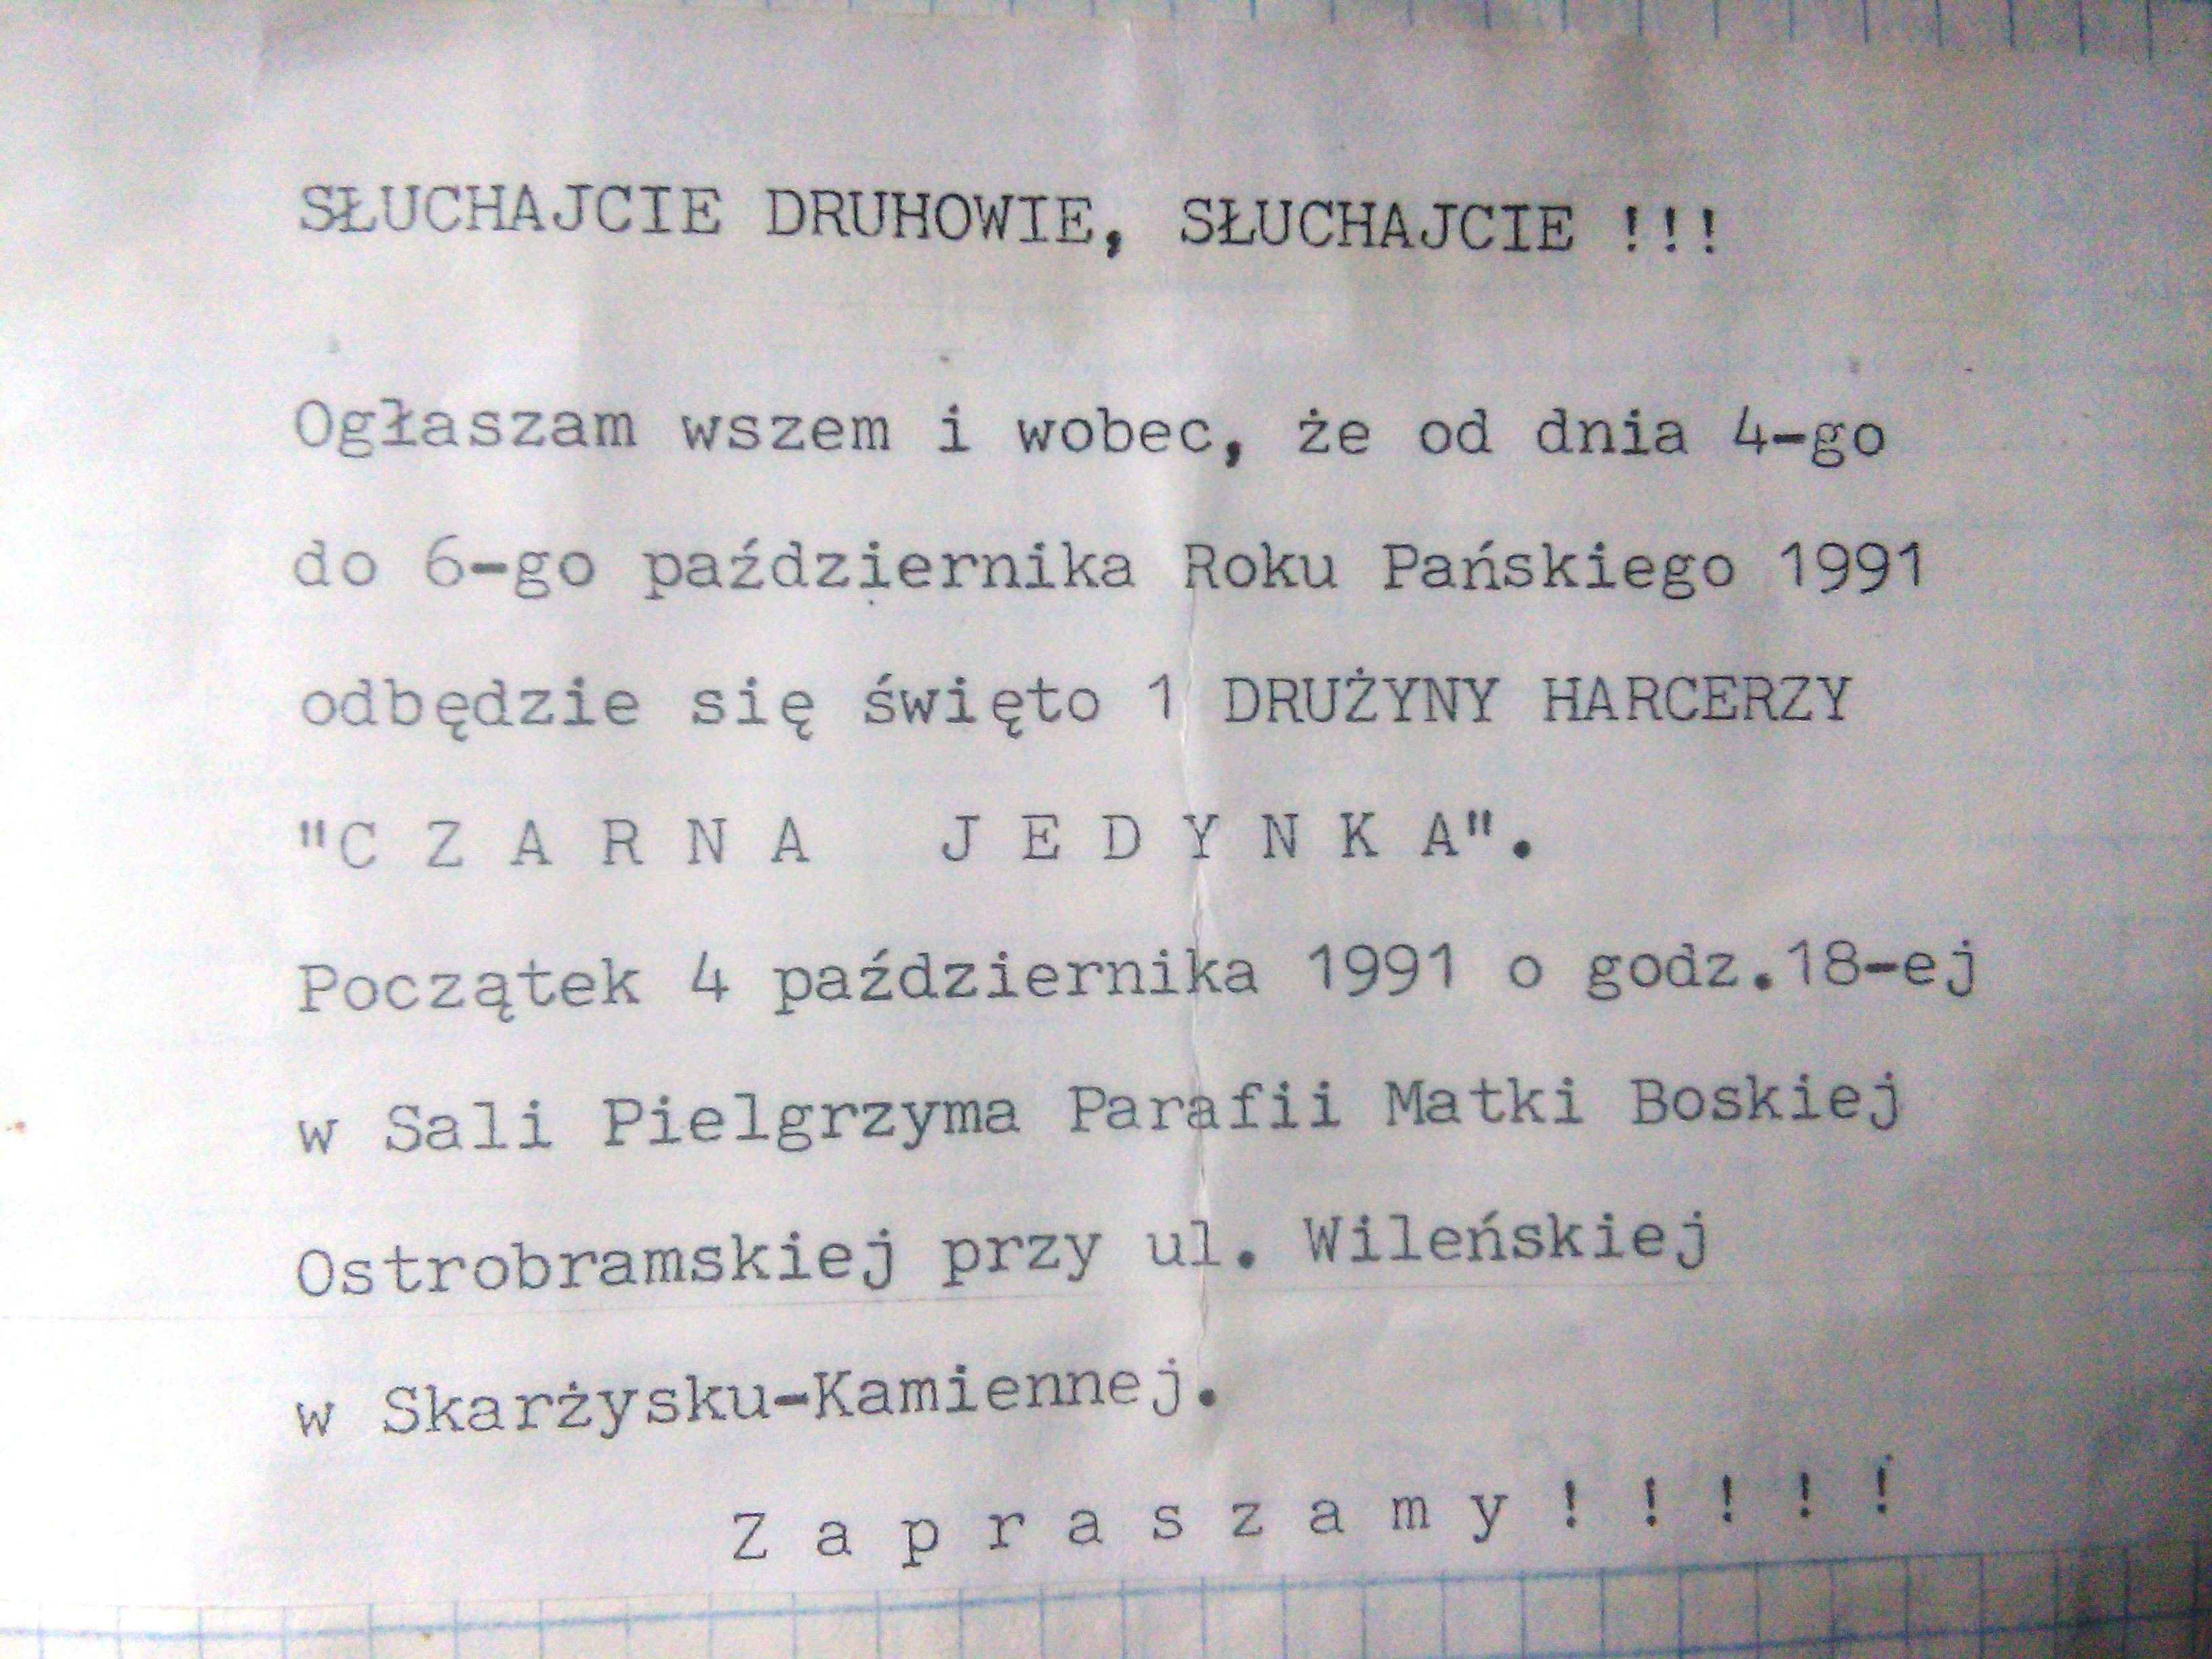 SŁUCHAJCIE DRUHOWIE, SŁUCHAJCIE !!!
Ogłaszam wszem i wobec, że od dnia 4-go
do 6-go października Roku Pańskiego 1991
odbędzie się święto 1 DRUŻYNY HARCERZY
"C Z A R N A   J E D Y N K A".
Początek 4 października 1991 o godz.18-ej
w Sali Pielgrzyma Parafii Matki Boskiej
Ostrobramskiej przy ul. Wileńskiej
w Skarżysku-Kamiennej.
Z a p r a s z a m y ! ! ! ! !